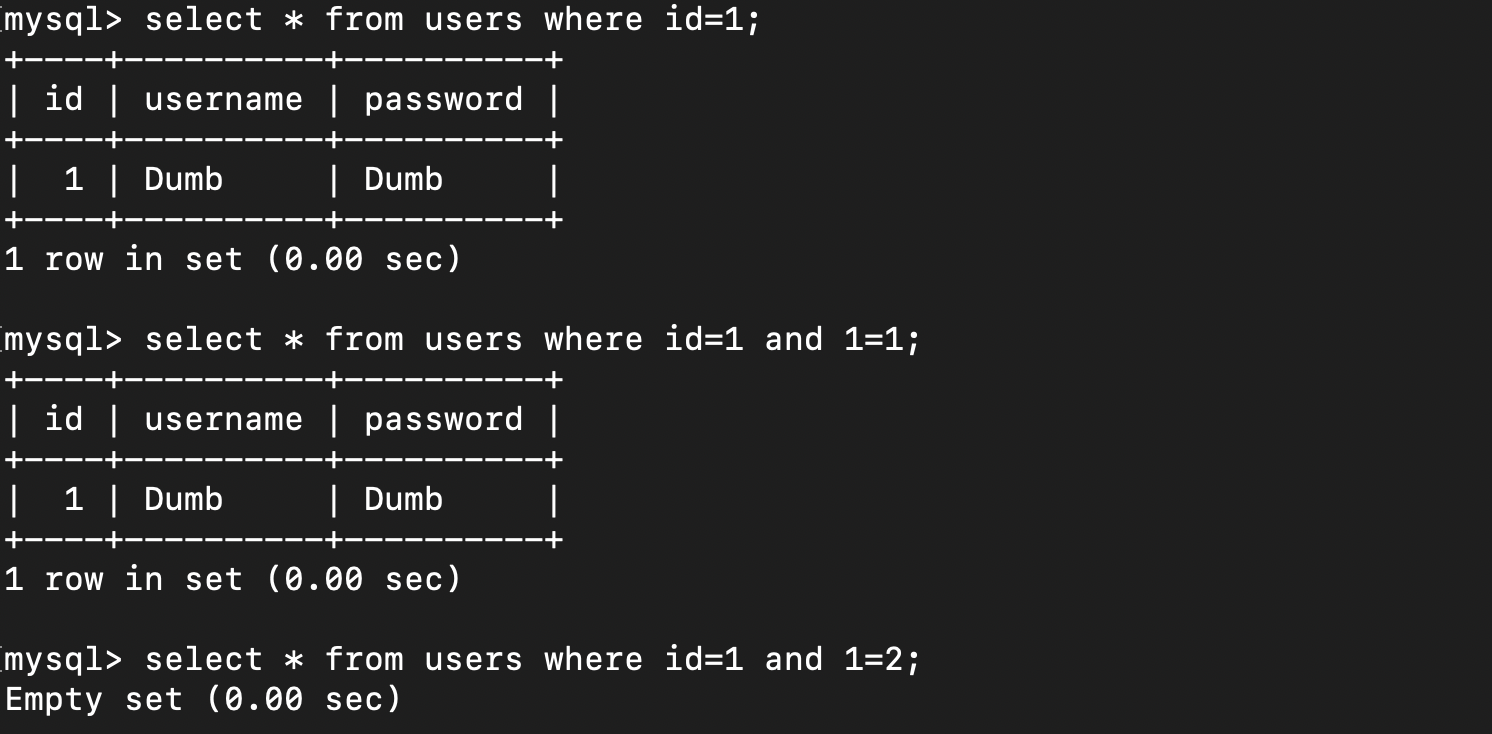 mysql> select * from users where id=1;
+----+----------+----------+
| id | username | password |
+----+----------+----------+
|  1 | Dumb     | Dumb     |
+----+----------+----------+
1 row in set (0.00 sec)

mysql> select * from users where id=1 and 1=1;
+----+----------+----------+
| id | username | password |
+----+----------+----------+
|  1 | Dumb     | Dumb     |
+----+----------+----------+
1 row in set (0.00 sec)

mysql> select * from users where id=1 and 1=2;
Empty set (0.00 sec)